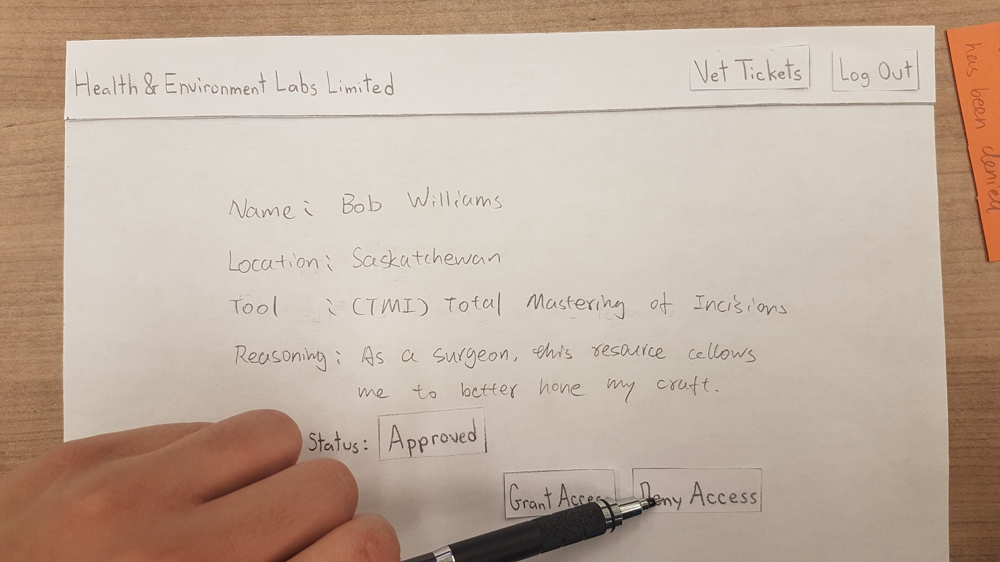 Health & Environment Labs Limited
Vet Tickets
Log Out
has been denied
Name: Bob Williams
Location: Saskatchewan
Tool : (TMI) Total Mastering of Incisions
Reasoning: As a surgeon, this resource allows
me to better hone my craft.
Status: Approved
Grant Acces
Deny Access